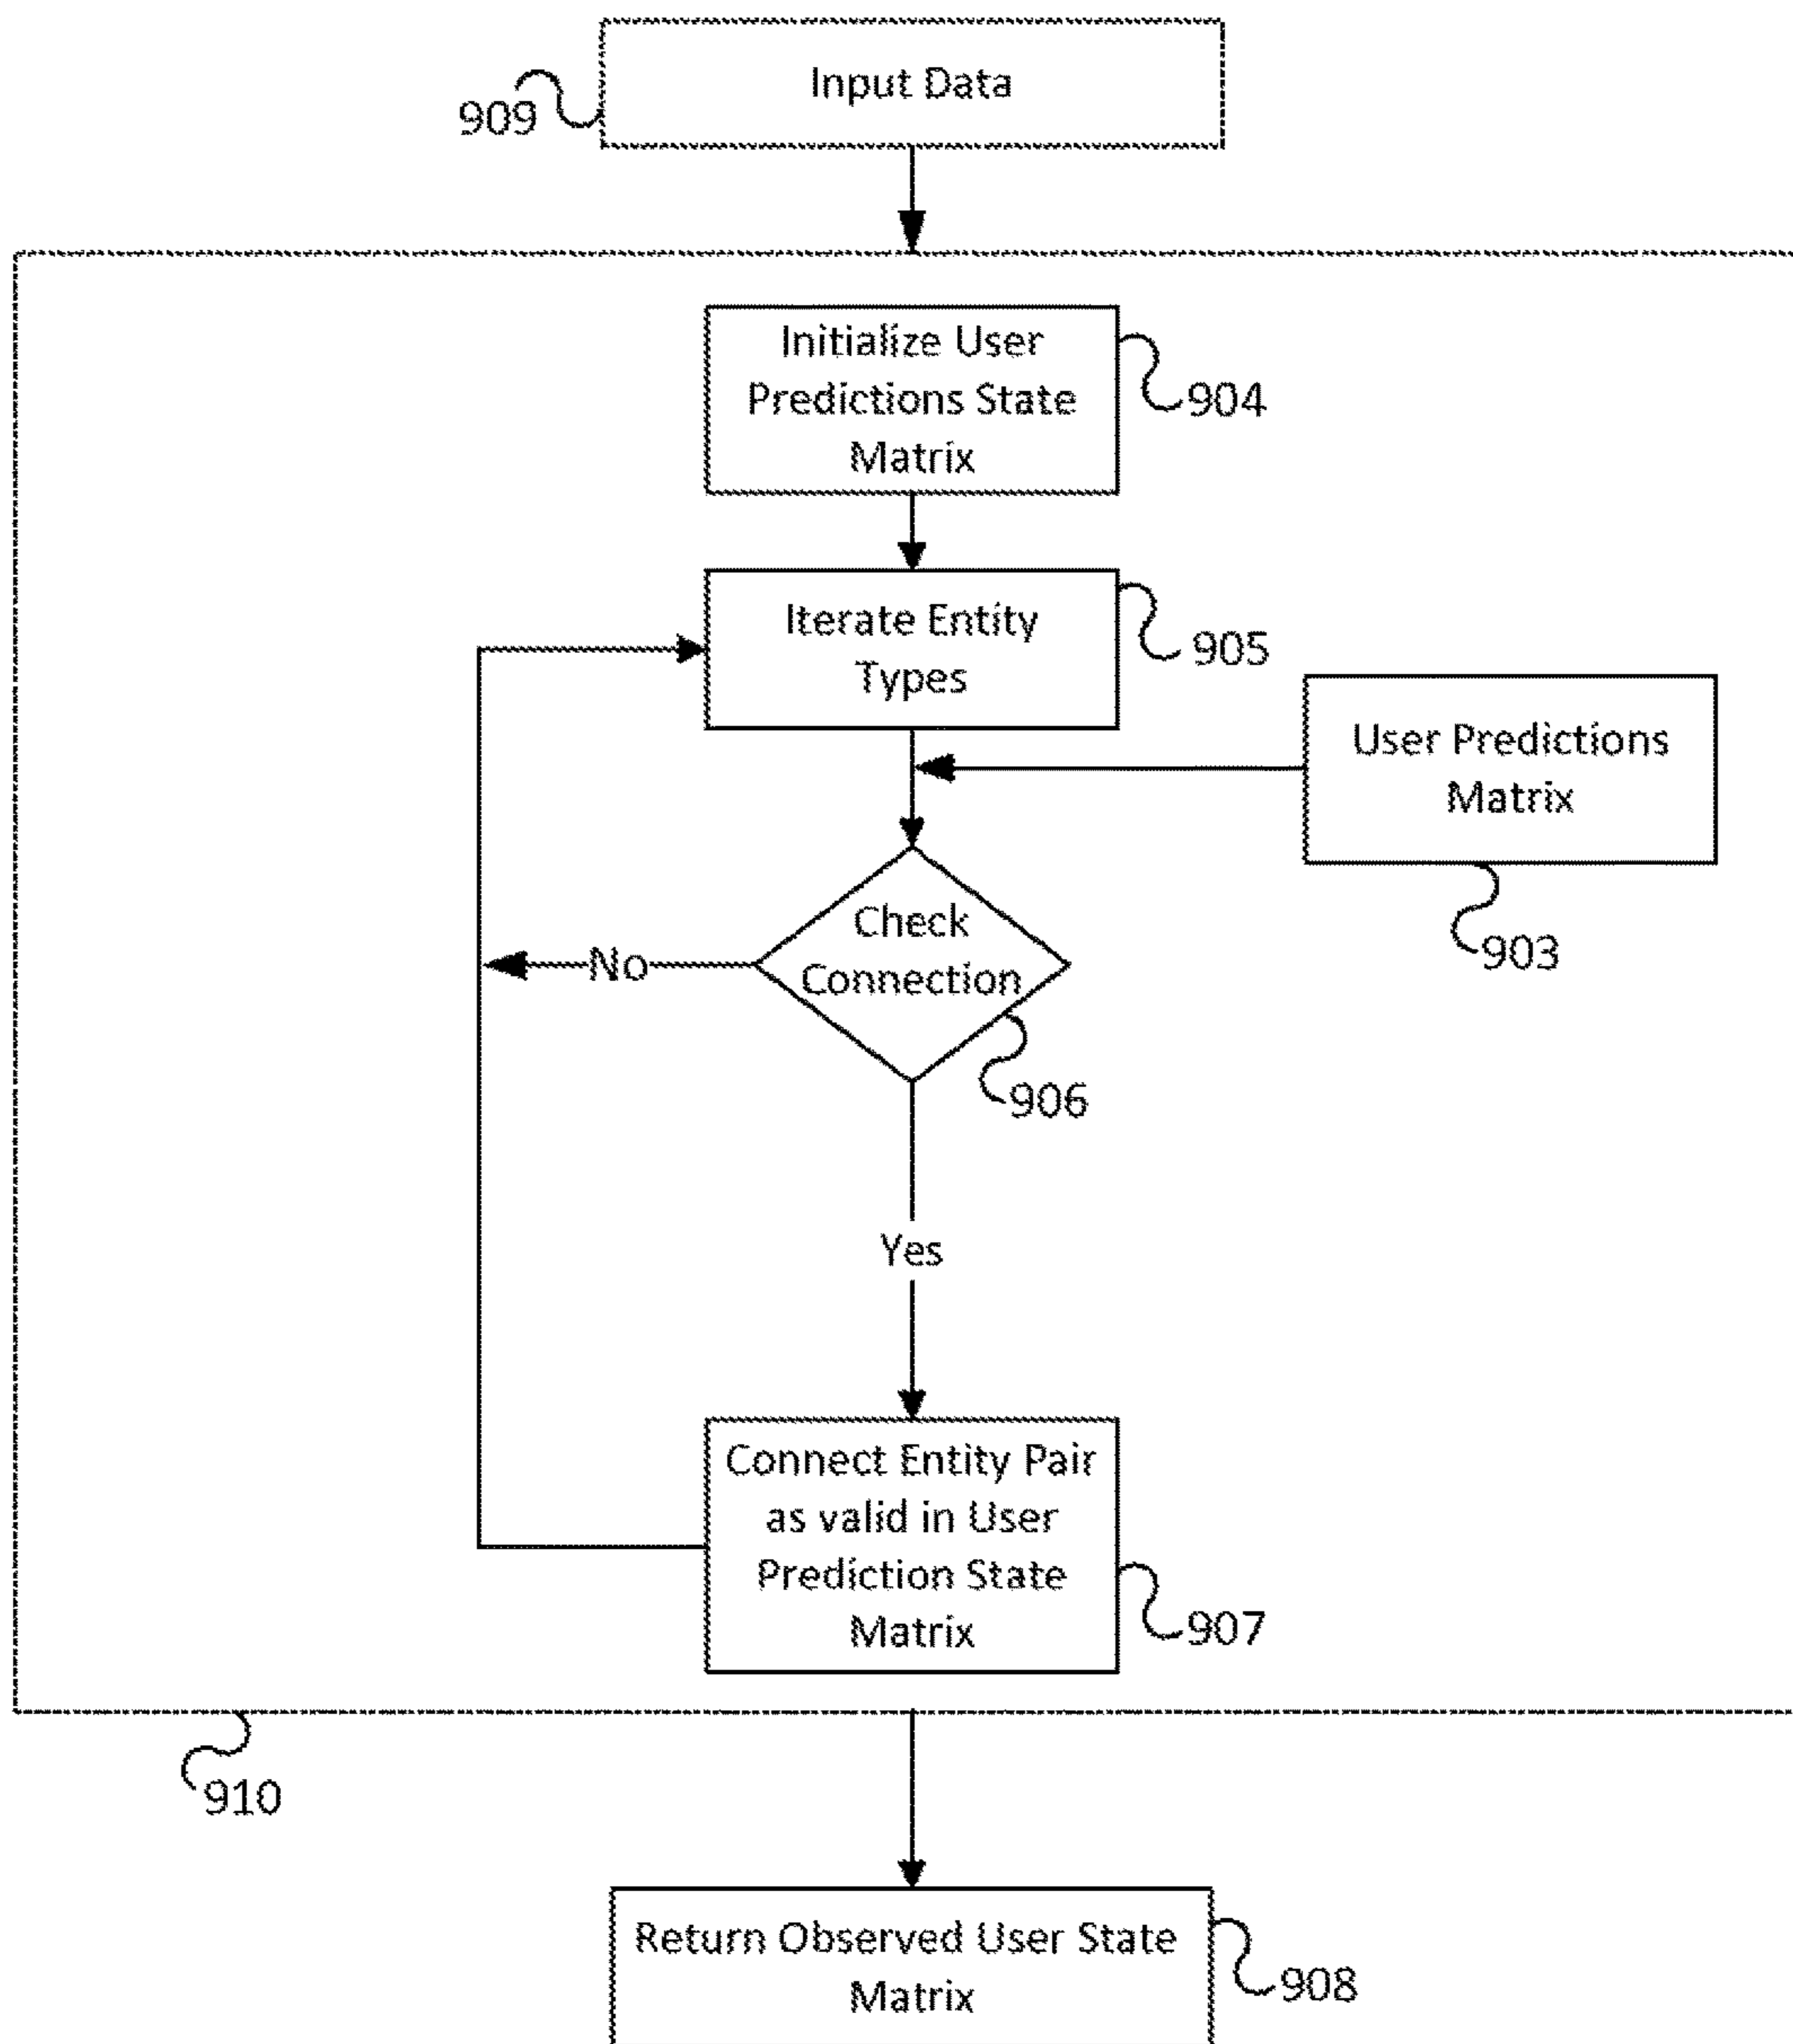 Input Data
909
Initialize User
Predictions State
Matrix
904
Iterate Entity
Types
905
User Predictions
Matrix
903
Check
Connection
No
906
Yes
Connect Entity Pair
as valid in User
Prediction State
Matrix
907
910
Return Observed User State
Matrix
908